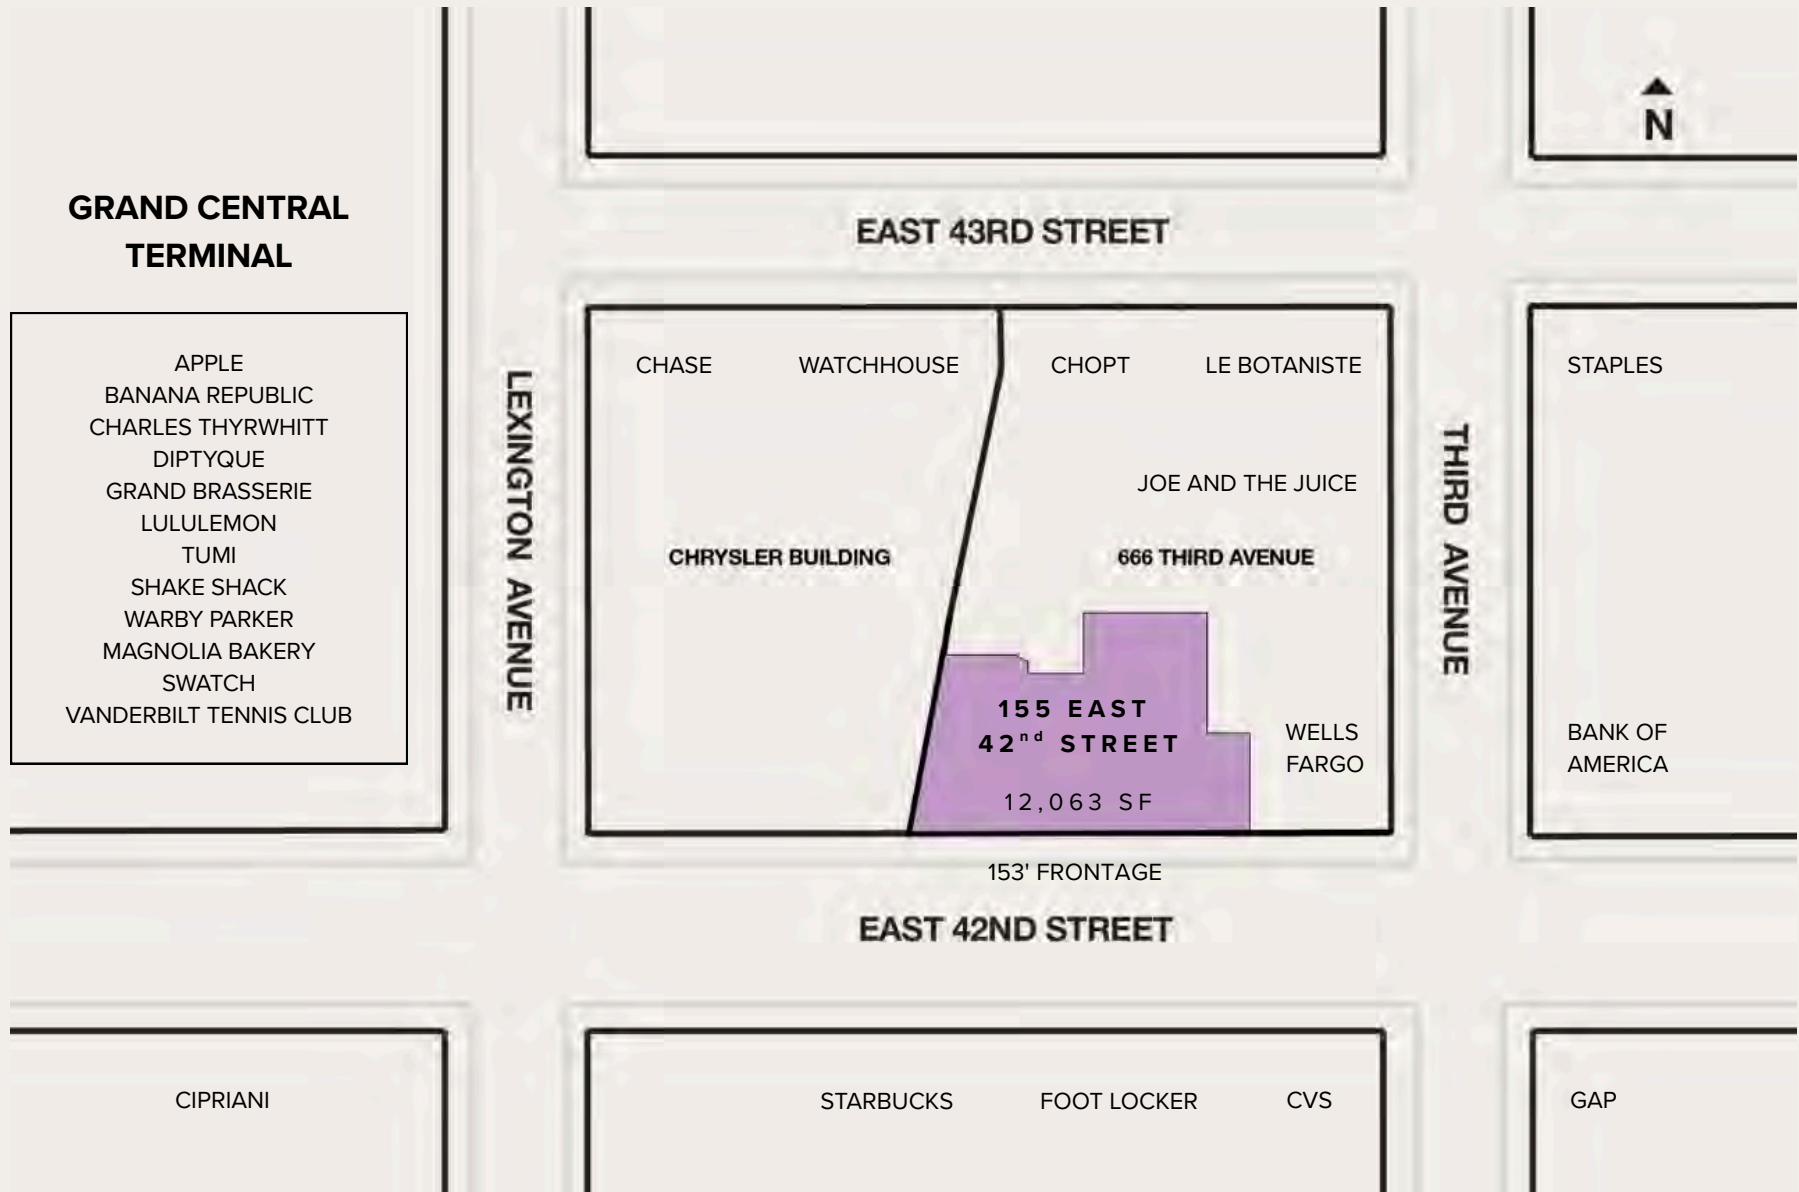 N
GRAND CENTRAL
TERMINAL
EAST 43RD STREET
APPLE
BANANA REPUBLIC
CHARLES THYRWHITT
DIPTYQUE
GRAND BRASSERIE
LULULEMON
TUMI
SHAKE SHACK
WARBY PARKER
MAGNOLIA BAKERY
SWATCH
VANDERBILT TENNIS CLUB
LEXINGTON AVENUE
CHASE
WATCHHOUSE
CHOPT
LE BOTANISTE
JOE AND THE JUICE
CHRYSLER BUILDING
666 THIRD AVENUE
155 EAST
42nd STREET
12,063 SF
WELLS
FARGO
THIRD AVENUE
STAPLES
BANK OF
AMERICA
153' FRONTAGE
EAST 42ND STREET
CIPRIANI
STARBUCKS
FOOT LOCKER
CVS
GAP